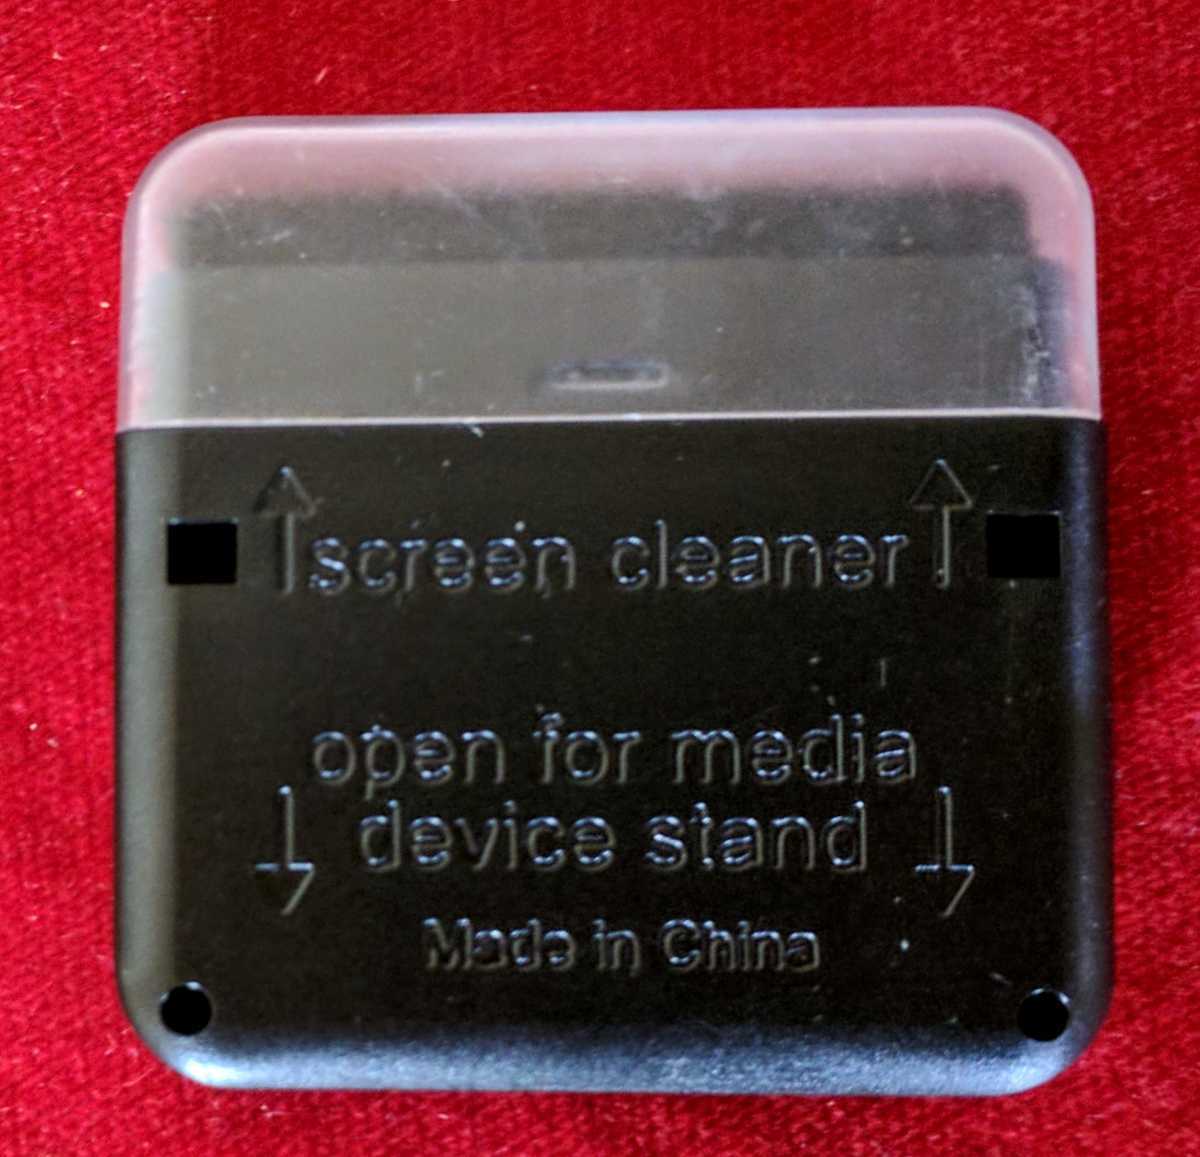 screen cleaner
open for media
device stand
Made in China